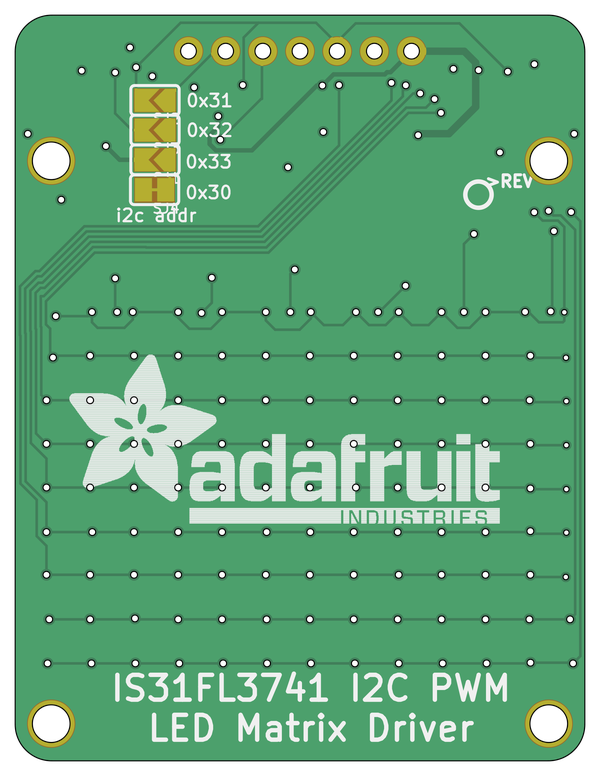 0x31
0x32
0x33
0x30
i2c addr
REV
adafruit
INDUSTRIES
IS31FL3741 I2C PWM
LED Matrix Driver